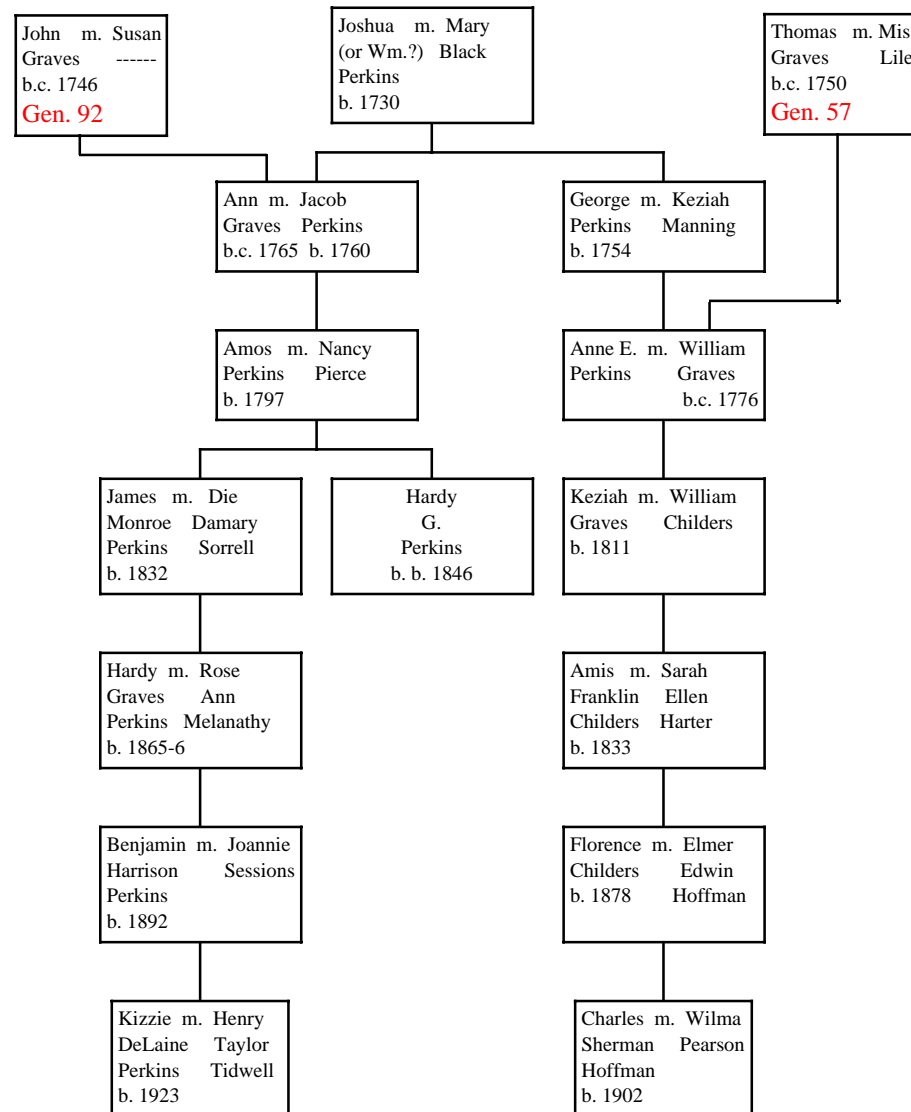 John m. Susan
Graves ------
b.c. 1746
Gen. 92
Joshua m. Mary
(or Wm.?) Black
Perkins
b. 1730
Thomas m. Mis
Graves Lile
b.c. 1750
Gen. 57
Ann m. Jacob
Graves Perkins
b.c. 1765 b. 1760
George m. Keziah
Perkins Manning
b. 1754
Amos m. Nancy
Perkins Pierce
b. 1797
Anne E. m. William
Perkins Graves
b.c. 1776
James m. Die
Monroe Damary
Perkins Sorrell
b. 1832
Hardy
G.
Perkins
b. b. 1846
Keziah m. William
Graves Childers
b. 1811
Hardy m. Rose
Graves Ann
Perkins Melanathy
b. 1865-6
Amis m. Sarah
Franklin Ellen
Childers Harter
b. 1833
Benjamin m. Joannie
Harrison Sessions
Perkins
b. 1892
Florence m. Elmer
Childers Edwin
b. 1878 Hoffman
Kizzie m. Henry
DeLaine Taylor
Perkins Tidwell
b. 1923
Charles m. Wilma
Sherman Pearson
Hoffman
b. 1902